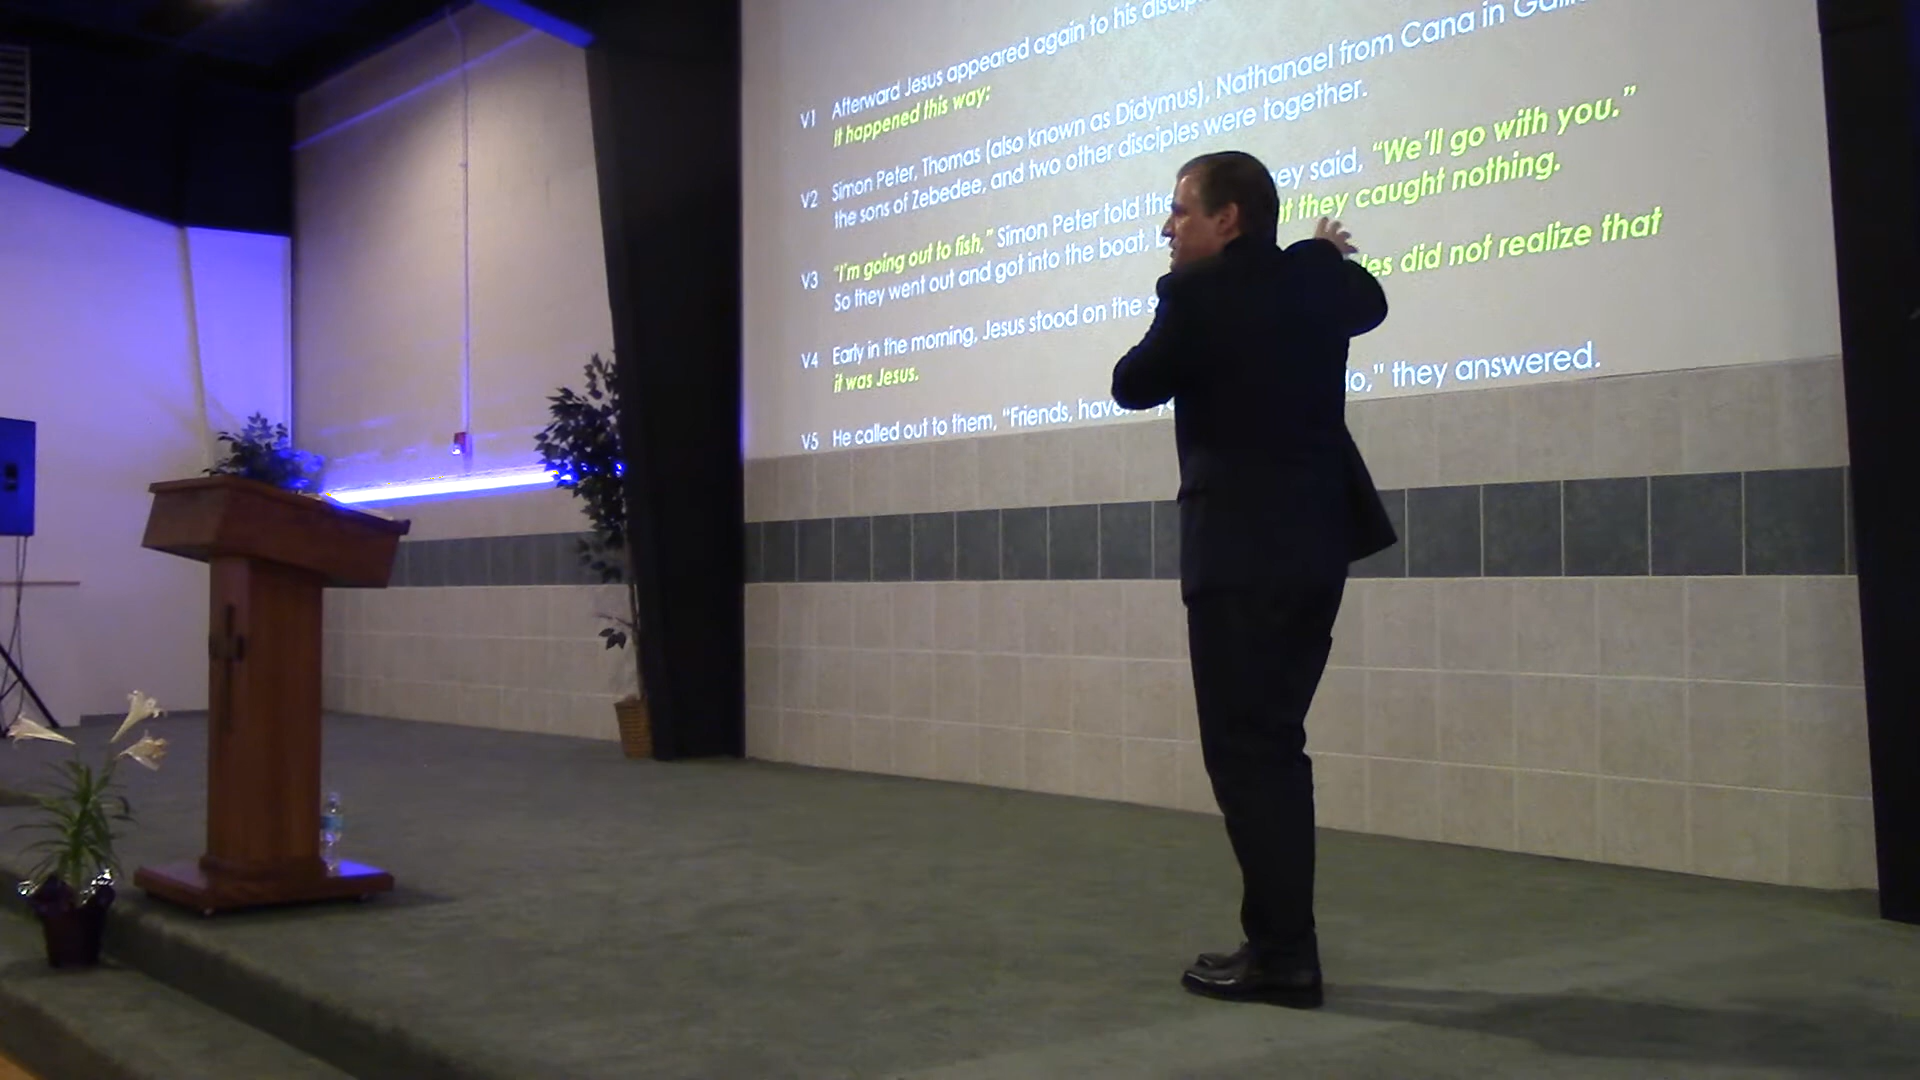 V1 Afterward Jesus appeared again to his
It happened this way:
V2 Simon Peter, Thomas (also known as Didymus), Nathanael from Cana in
the sons of Zebedee, and two other disciples were together.
V3 "I'm going out to fish," Simon Peter told said, "We'll go with you."
So they went out and got into the boat, they caught nothing.
V4 Early in the morning, Jesus stood on the did not realize that
it was Jesus.
V5 He called out to them, "Friends, they answered.